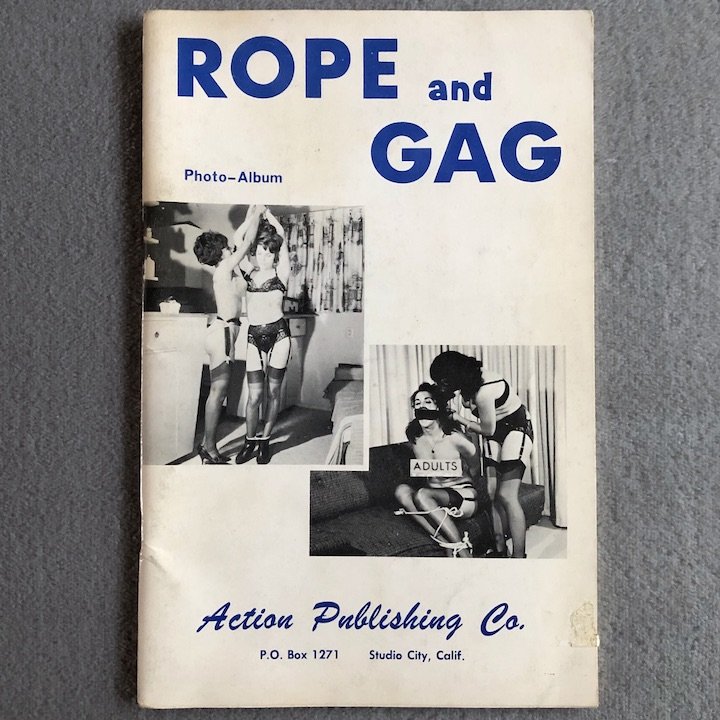 ROPE and
GAG
Photo-Album
ADULTS
Action Publishing Co.
P.O. Box 1271 Studio City, Calif.